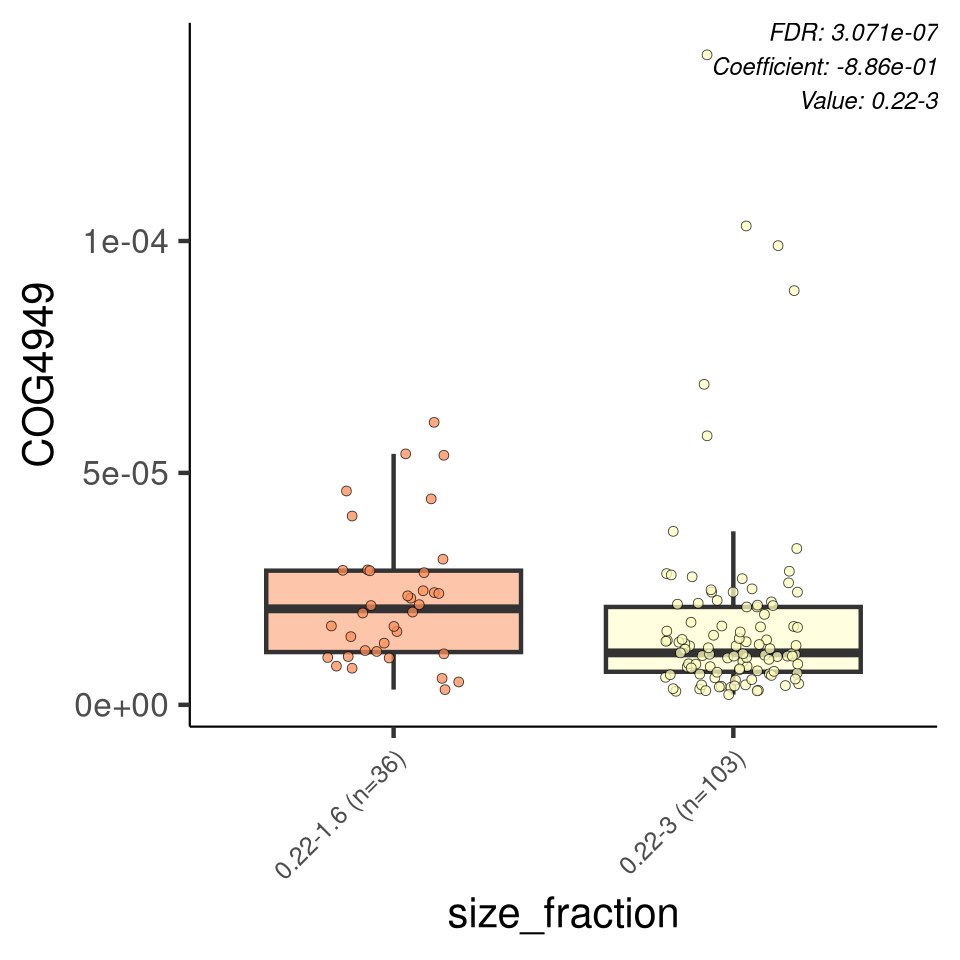 FDR: 3.071e-07
Coefficient: -8.86e-01
Value: 0.22-3
COG4949
1e-04
5e-05
0e+00
0.22-1.6 (n=36)
0.22-3 (n=103)
size_fraction